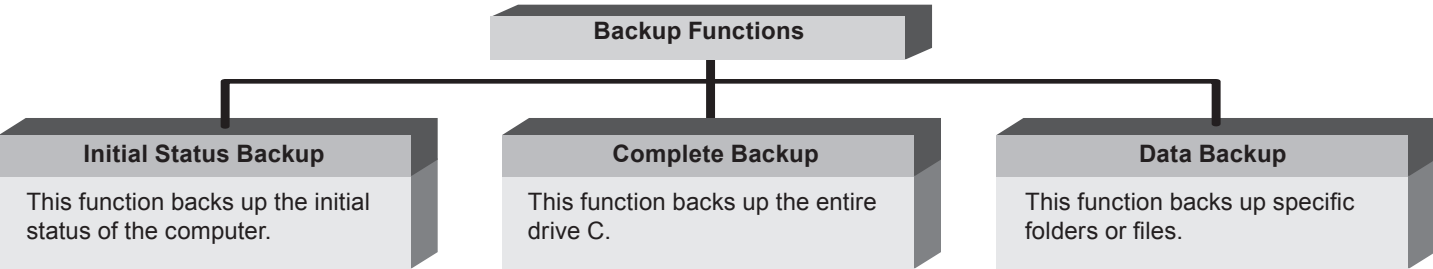 Backup Functions
Initial Status Backup
This function backs up the initial
status of the computer.
Complete Backup
This function backs up the entire
drive C.
Data Backup
This function backs up specific
folders or files.